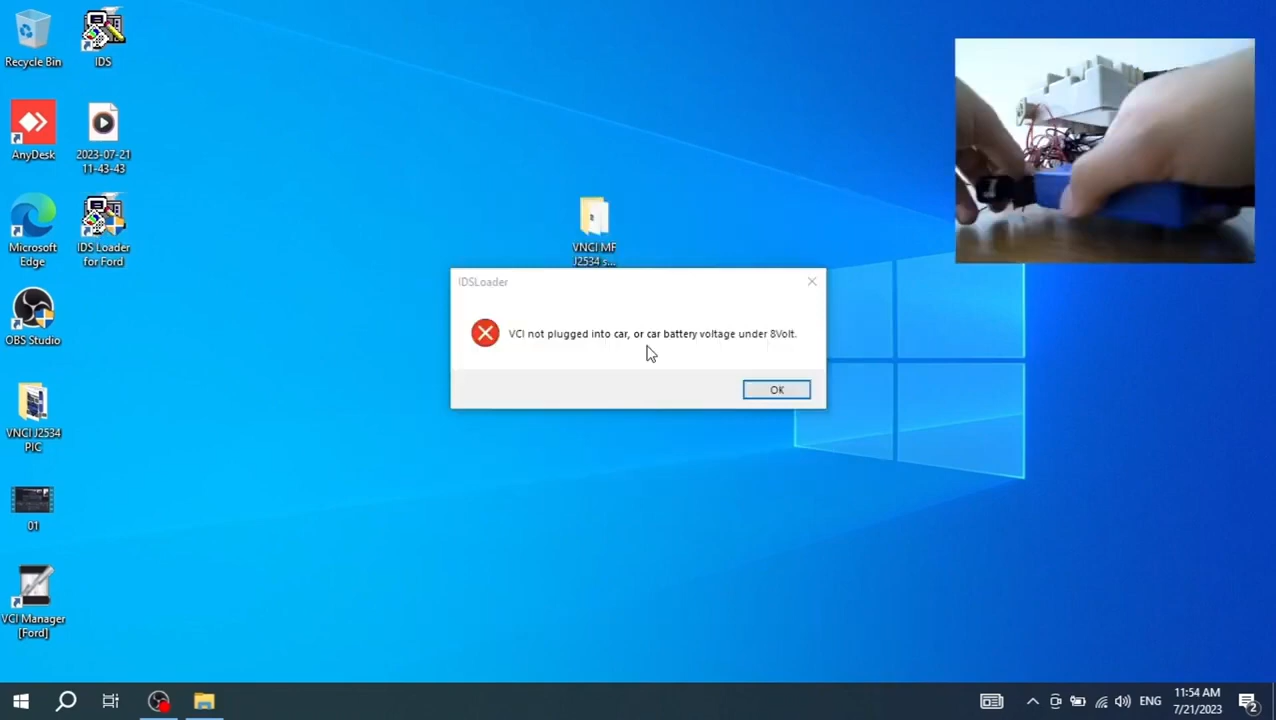 Recycle Bin
IDS
AnyDesk
2023-07-21
11-43-43
Microsoft
Edge
IDS Loader
for Ford
OBS Studio
VNCI J2534
PIC
01
VCI Manager
[Ford]
VNCI MF
J2534 s...
IDSLoader
VCI not plugged into car, or car battery voltage under 8Volt.
OK
ENG
11:54 AM
7/21/2023
2